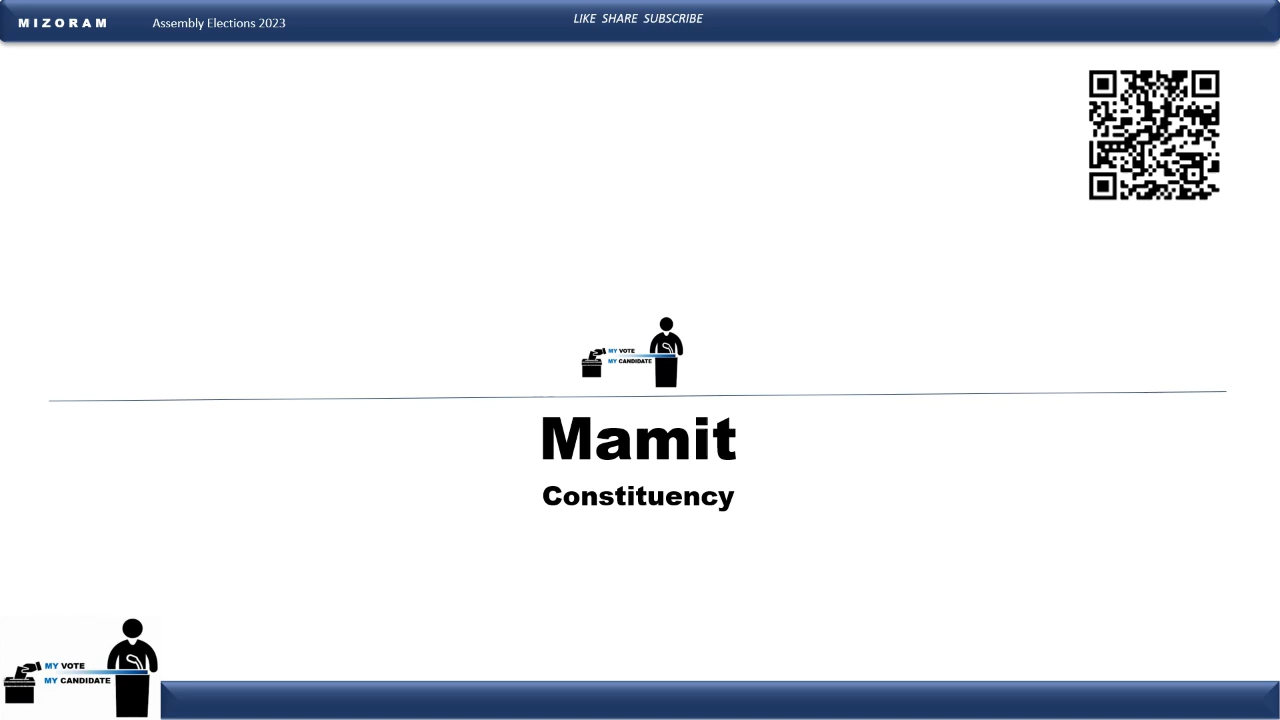 MIZORAM Assembly Elections 2023 LIKE SHARE SUBSCRIBE
MY VOTE
MY CANDIDATE
Mamit
Constituency
MY VOTE
MY CANDIDATE